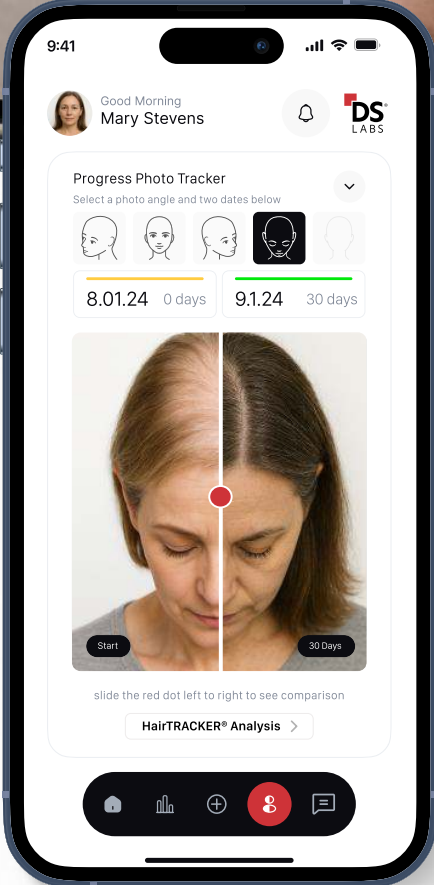 9:41
Good Morning
Mary Stevens
DS®
LABS
Progress Photo Tracker
Select a photo angle and two dates below
8.01.24 0 days
9.1.24 30 days
Start
30 Days
slide the red dot left to right to see comparison
HairTRACKER® Analysis